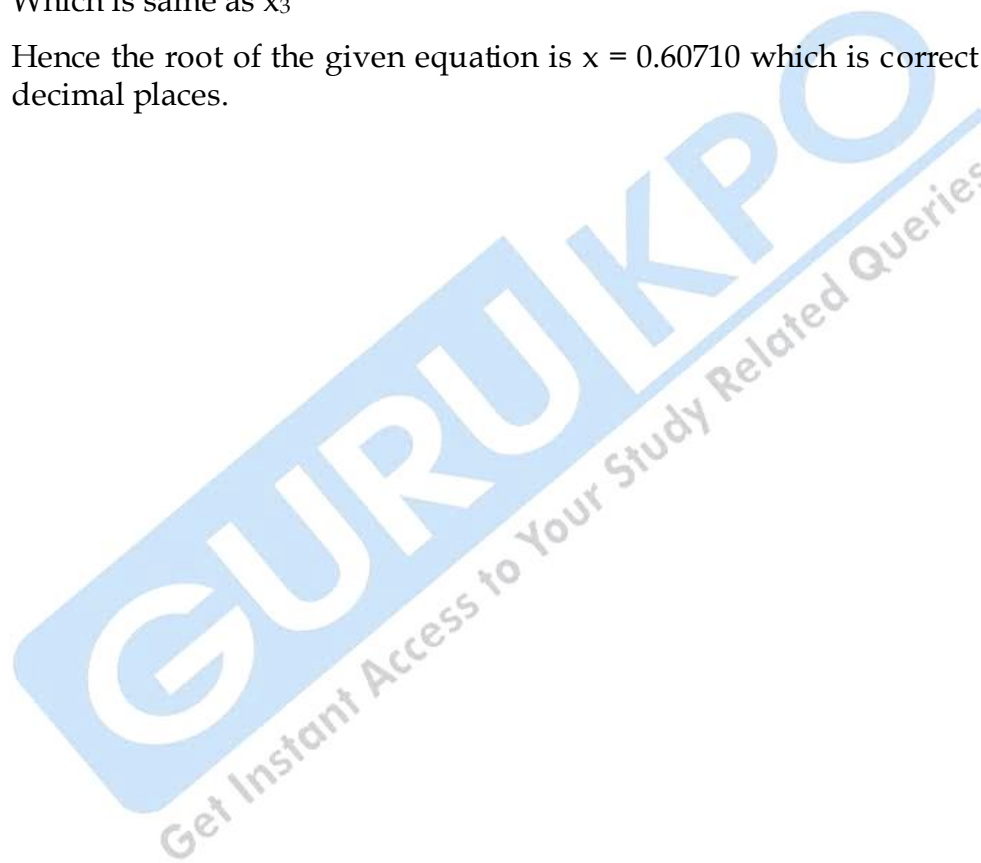 Which is same as x₃
Hence the root of the given equation is x = 0.60710 which is correct
decimal places.
GURUKPO
Get Instant Access to Your Study Related Queries